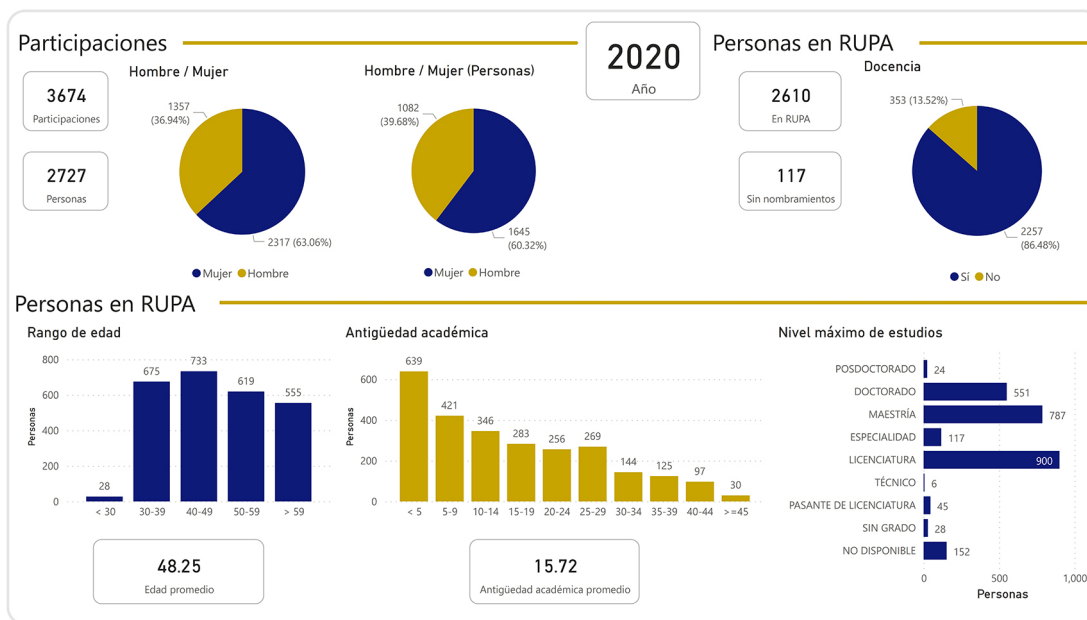 Participaciones
2020
Año
Personas en RUPA
3674
Participaciones
2727
Personas
Hombre / Mujer
1357
(36.94%)
2317 (63.06%)
Mujer Hombre
Hombre / Mujer (Personas)
1082
(39.68%)
1645
(60.32%)
Mujer Hombre
2610
En RUPA
117
Sin nombramientos
Docencia
353 (13.52%)
2257
(86.48%)
Sí No
Personas en RUPA
Rango de edad
Personas
800
600
400
200
0
28
675
733
619
555
< 30 30-39 40-49 50-59 > 59
48.25
Edad promedio
Antigüedad académica
Personas
600
400
200
0
639
421
346
283
256
269
144
125
97
30
< 5 5-9 10-14 15-19 20-24 25-29 30-34 35-39 40-44 >=45
15.72
Antigüedad académica promedio
Nivel máximo de estudios
POSDOCTORADO 24
DOCTORADO 551
MAESTRÍA 787
ESPECIALIDAD 117
LICENCIATURA 900
TÉCNICO 6
PASANTE DE LICENCIATURA 45
SIN GRADO 28
NO DISPONIBLE 152
0 500 1,000
Personas